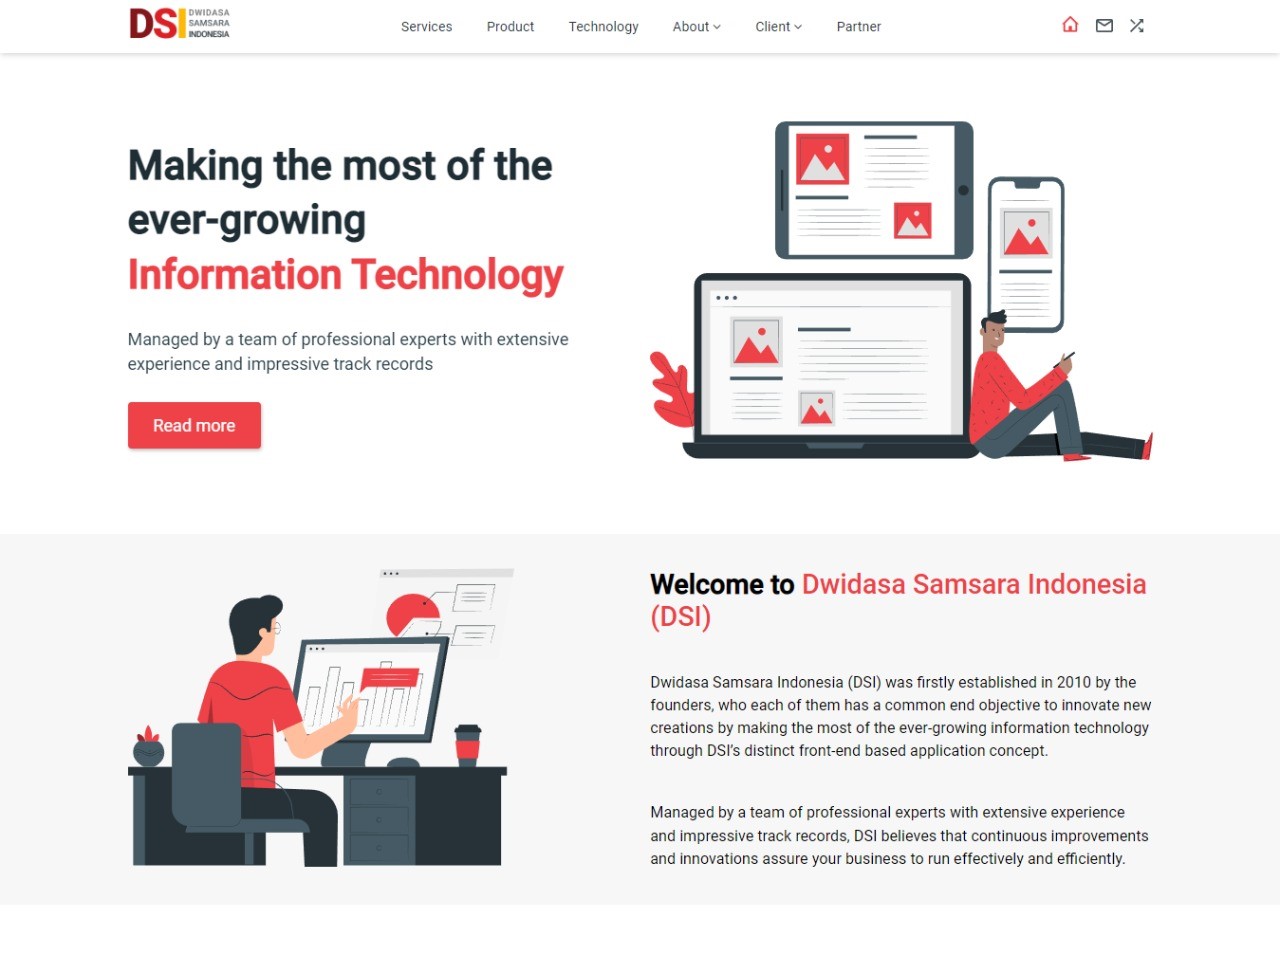 DSI DWIDASA
SAMSARA
INDONESIA
Services Product Technology About Client Partner
Making the most of the
ever-growing
Information Technology
Managed by a team of professional experts with extensive
experience and impressive track records
Read more
Welcome to Dwidasa Samsara Indonesia
(DSI)
Dwidasa Samsara Indonesia (DSI) was firstly established in 2010 by the
founders, who each of them has a common end objective to innovate new
creations by making the most of the ever-growing information technology
through DSI’s distinct front-end based application concept.
Managed by a team of professional experts with extensive experience
and impressive track records, DSI believes that continuous improvements
and innovations assure your business to run effectively and efficiently.